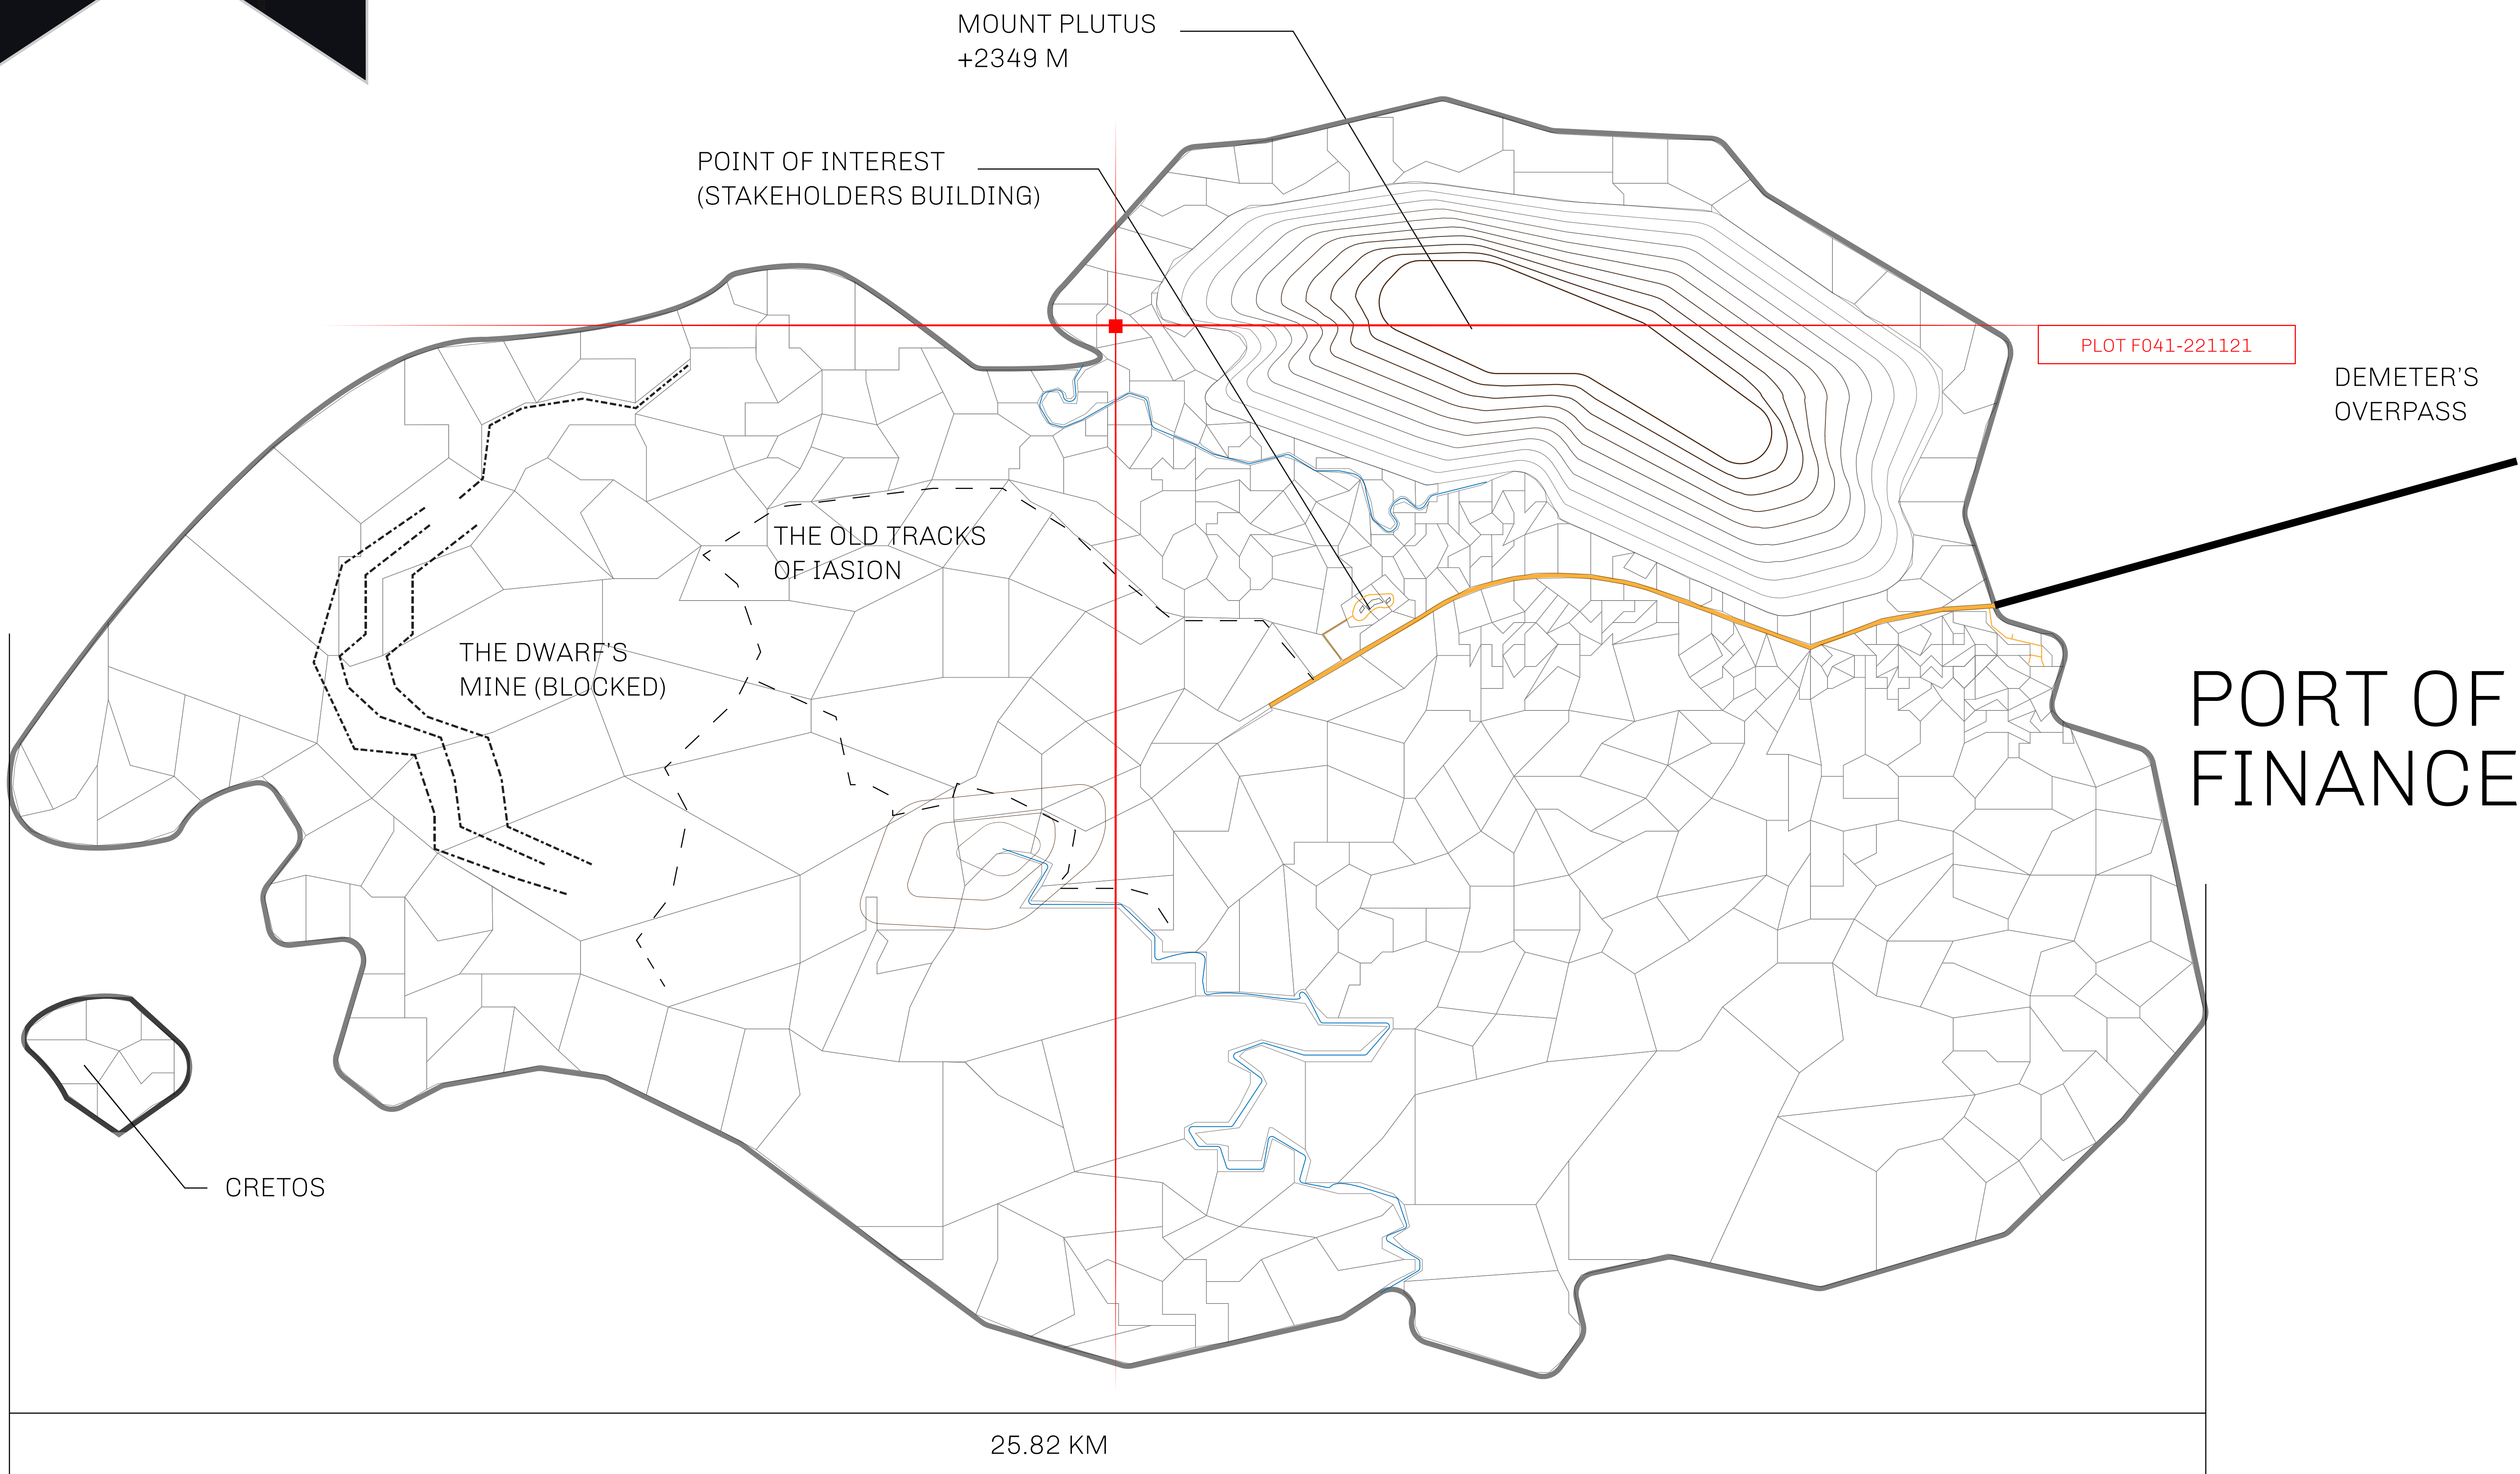 MOUNT PLUTUS
+2349 M
POINT OF INTEREST
(STAKEHOLDERS BUILDING)
PLOT F041-221121
DEMETER'S
OVERPASS
THE OLD TRACKS
OF IASION
THE DWARF'S
MINE (BLOCKED)
PORT OF
FINANCE
CRETOS
25.82 KM